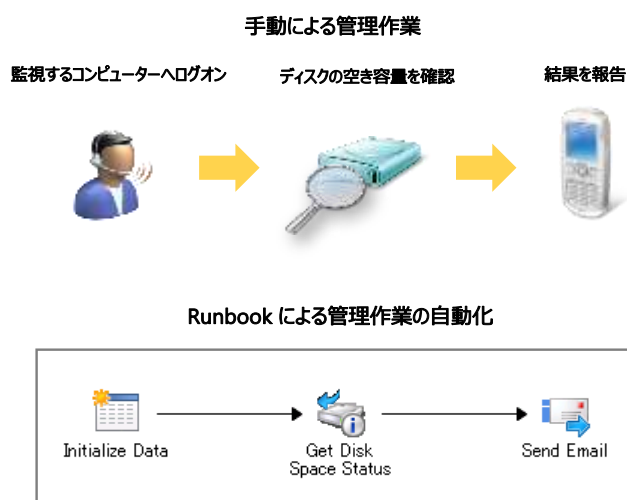 手動による管理作業
監視するコンピューターへログオン
ディスクの空き容量を確認
結果を報告
Runbook による管理作業の自動化
Initialize Data
Get Disk
Space Status
Send Email